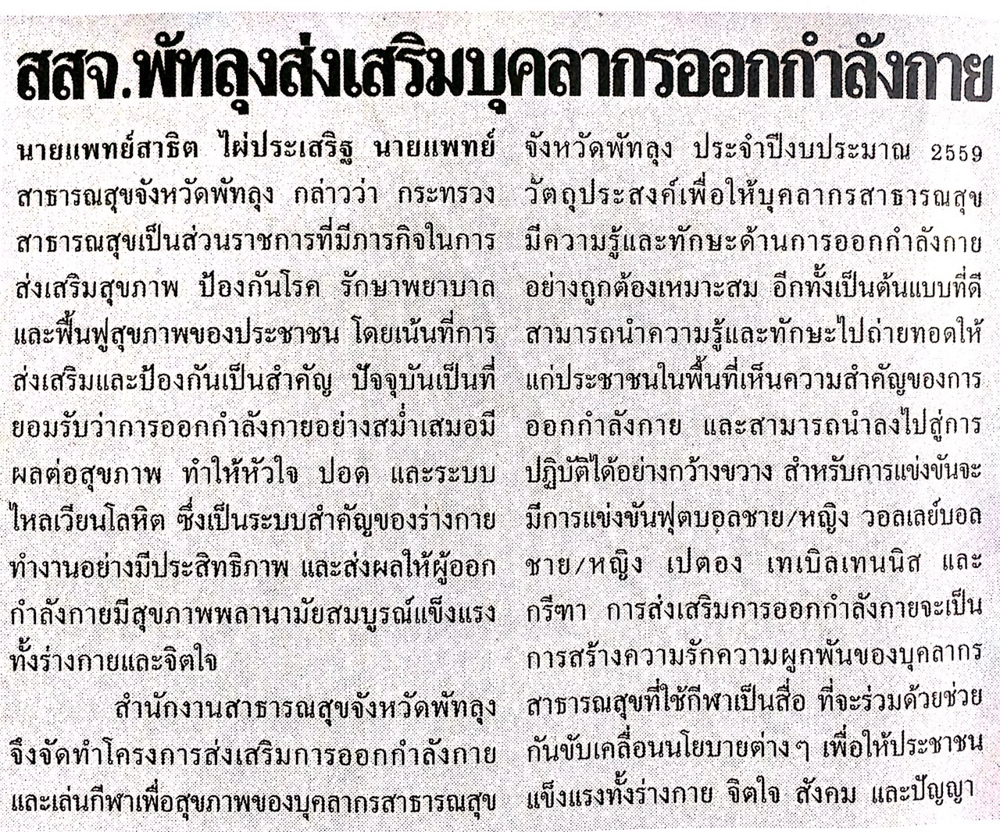 สสจ.พัทลุงส่งเสริมบุคลากรออกกำลังกาย
นายแพทย์สาธิต ไผ่ประเสริฐ นายแพทย์
สาธารณสุขจังหวัดพัทลุง กล่าวว่า กระทรวง
สาธารณสุขเป็นส่วนราชการที่มีภารกิจในการ
ส่งเสริมสุขภาพ ป้องกันโรค รักษาพยาบาล
และฟื้นฟูสุขภาพของประชาชน โดยเน้นที่การ
ส่งเสริมและป้องกันเป็นสำคัญ ปัจจุบันเป็นที่
ยอมรับว่าการออกกำลังกายอย่างสม่ำเสมอมี
ผลต่อสุขภาพ ทำให้หัวใจ ปอด และระบบ
ไหลเวียนโลหิต ซึ่งเป็นระบบสำคัญของร่างกาย
ทำงานอย่างมีประสิทธิภาพ และส่งผลให้ผู้ออก
กำลังกายมีสุขภาพพลานามัยสมบูรณ์แข็งแรง
ทั้งร่างกายและจิตใจ
สำนักงานสาธารณสุขจังหวัดพัทลุง
จึงจัดทำโครงการส่งเสริมการออกกำลังกาย
และเล่นกีฬาเพื่อสุขภาพของบุคลากรสาธารณสุข
จังหวัดพัทลุง ประจำปีงบประมาณ 2559
วัตถุประสงค์เพื่อให้บุคลากรสาธารณสุข
มีความรู้และทักษะด้านการออกกำลังกาย
อย่างถูกต้องเหมาะสม อีกทั้งเป็นต้นแบบที่ดี
สามารถนำความรู้และทักษะไปถ่ายทอดให้
แก่ประชาชนในพื้นที่เห็นความสำคัญของการ
ออกกำลังกาย และสามารถนำลงไปสู่การ
ปฏิบัติได้อย่างกว้างขวาง สำหรับการแข่งขันจะ
มีการแข่งขันฟุตบอลชาย/หญิง วอลเลย์บอล
ชาย/หญิง เปตอง เทเบิลเทนนิส และ
กรีฑา การส่งเสริมการออกกำลังกายจะเป็น
การสร้างความรักความผูกพันของบุคลากร
สาธารณสุขที่ใช้กีฬาเป็นสื่อ ที่จะร่วมด้วยช่วย
กันขับเคลื่อนนโยบายต่างๆ เพื่อให้ประชาชน
แข็งแรงทั้งร่างกาย จิตใจ สังคม และปัญญา